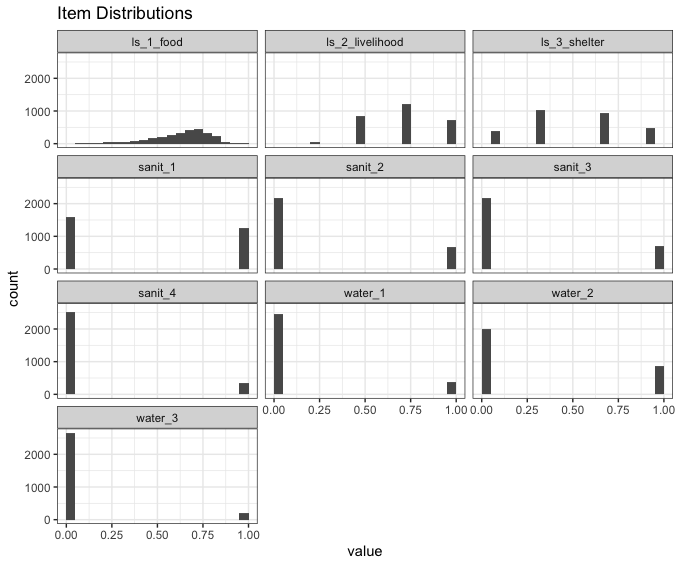 Item Distributions
ls_1_food
ls_2_livelihood
ls_3_shelter
2000
1000
0
sanit_1
sanit_2
sanit_3
2000
1000
0
sanit_4
water_1
water_2
2000
1000
0
0.00 0.25 0.50 0.75 1.00
0.00 0.25 0.50 0.75 1.00
water_3
2000
1000
0
0.00 0.25 0.50 0.75 1.00
count
value